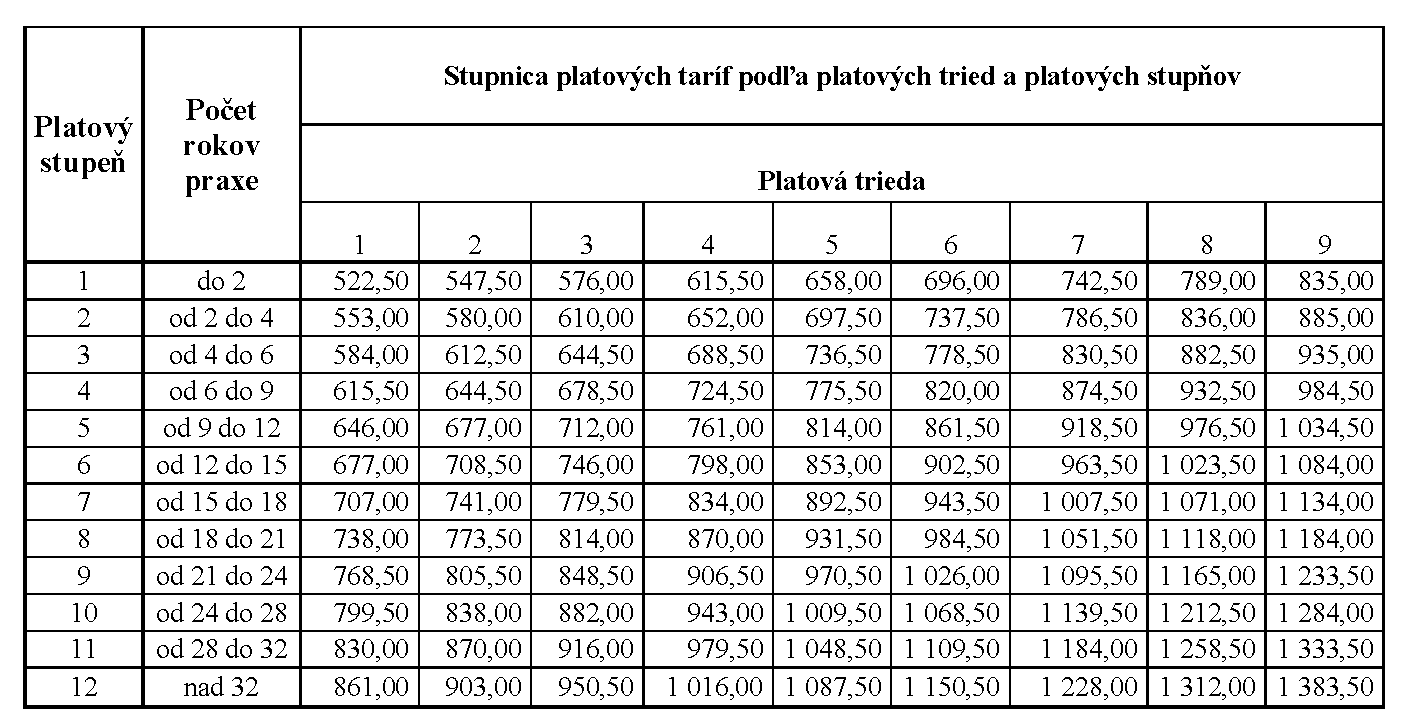 Stupnica platových taríf podľa platových tried a platových stupňov
Platový
stupeň
Počet
rokov
praxe
Platová trieda
1 2 3 4 5 6 7 8 9
1 do 2 522,50 547,50 576,00 615,50 658,00 696,00 742,50 789,00 835,00
2 od 2 do 4 553,00 580,00 610,00 652,00 697,50 737,50 786,50 836,00 885,00
3 od 4 do 6 584,00 612,50 644,50 688,50 736,50 778,50 830,50 882,50 935,00
4 od 6 do 9 615,50 644,50 678,50 724,50 775,50 820,00 874,50 932,50 984,50
5 od 9 do 12 646,00 677,00 712,00 761,00 814,00 861,50 918,50 976,50 1 034,50
6 od 12 do 15 677,00 708,50 746,00 798,00 853,00 902,50 963,50 1 023,50 1 084,00
7 od 15 do 18 707,00 741,00 779,50 834,00 892,50 943,50 1 007,50 1 071,00 1 134,00
8 od 18 do 21 738,00 773,50 814,00 870,00 931,50 984,50 1 051,50 1 118,00 1 184,00
9 od 21 do 24 768,50 805,50 848,50 906,50 970,50 1 026,00 1 095,50 1 165,00 1 233,50
10 od 24 do 28 799,50 838,00 882,00 943,00 1 009,50 1 068,50 1 139,50 1 212,50 1 284,00
11 od 28 do 32 830,00 870,00 916,00 979,50 1 048,50 1 109,50 1 184,00 1 258,50 1 333,50
12 nad 32 861,00 903,00 950,50 1 016,00 1 087,50 1 150,50 1 228,00 1 312,00 1 383,50